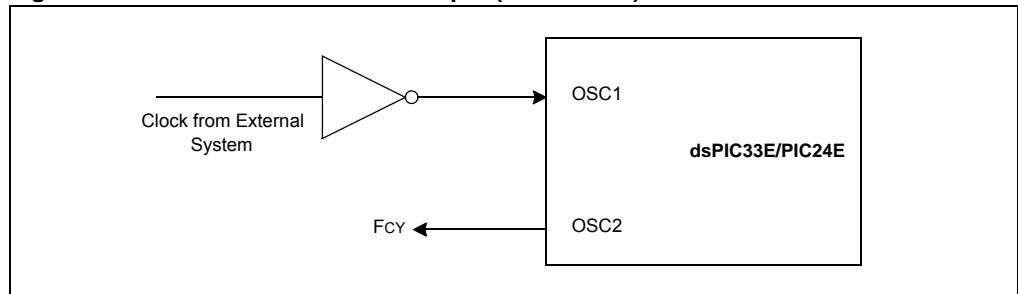 OSC1
Clock from External
System
dsPIC33E/PIC24E
FCY
OSC2